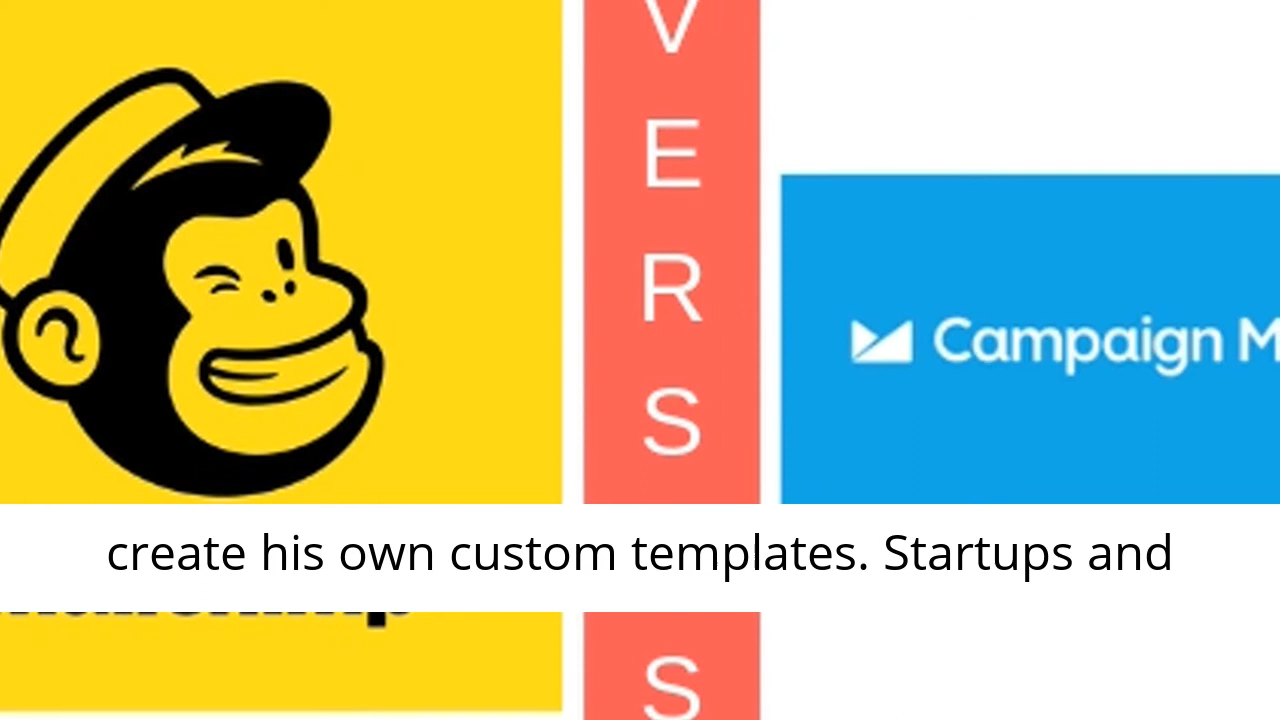 V
E
R
S
Campaign M
create his own custom templates. Startups and
S